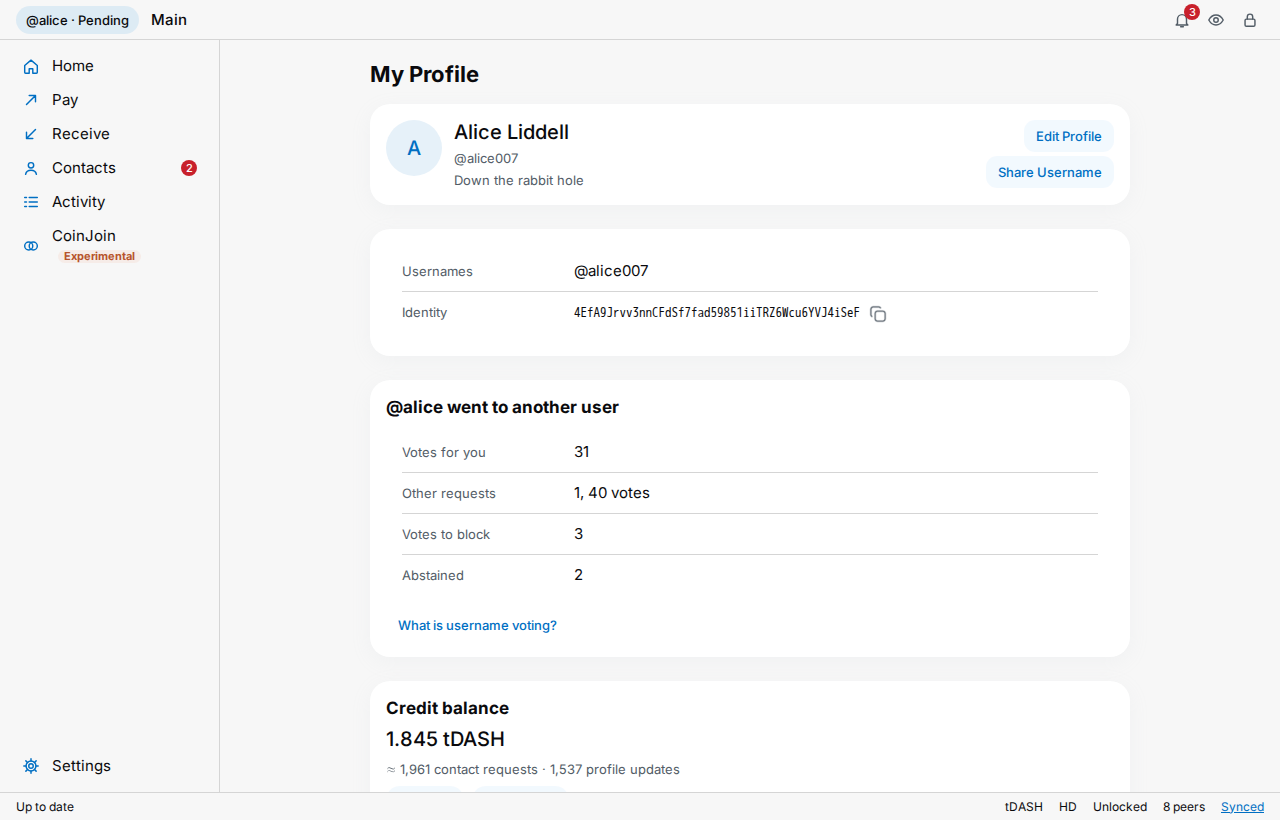 @alice · Pending
Main
3
Home
Pay
Receive
Contacts
2
Activity
CoinJoin
Experimental
Settings
My Profile
A
Alice Liddell
@alice007
Down the rabbit hole
Edit Profile
Share Username
Usernames
@alice007
Identity
4EfA9Jrvv3nnCFdSf7fad59851iiTRZ6Wcu6YVJ4iSeF
@alice went to another user
Votes for you
31
Other requests
1, 40 votes
Votes to block
3
Abstained
2
What is username voting?
Credit balance
1.845 tDASH
≈ 1,961 contact requests · 1,537 profile updates
Up to date
tDASH
HD
Unlocked
8 peers
Synced